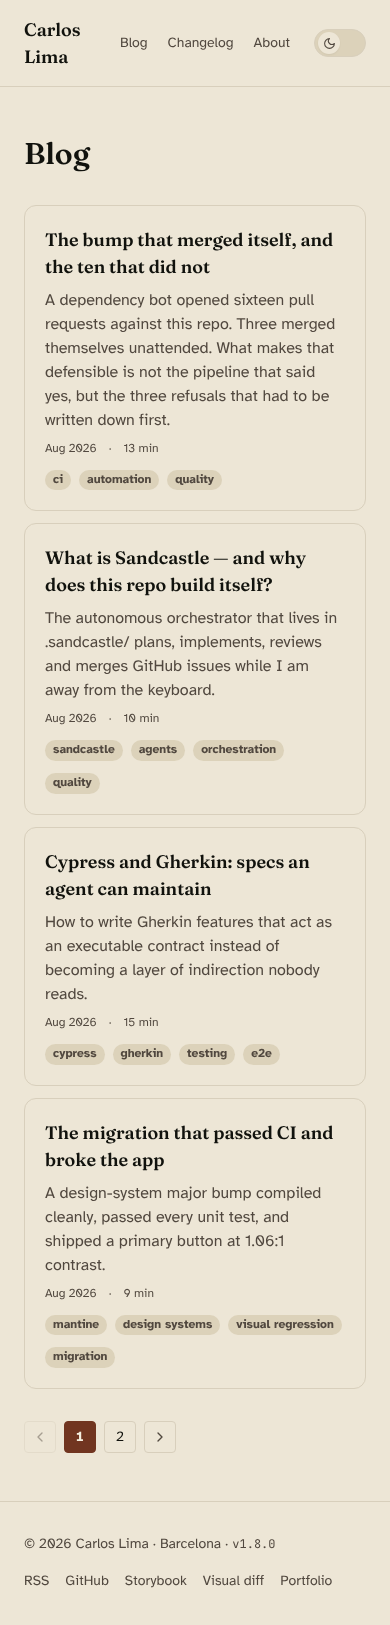 Carlos
Lima
Blog Changelog About
Blog
The bump that merged itself, and
the ten that did not
A dependency bot opened sixteen pull
requests against this repo. Three merged
themselves unattended. What makes that
defensible is not the pipeline that said
yes, but the three refusals that had to be
written down first.
Aug 2026 · 13 min
ci automation quality
What is Sandcastle — and why
does this repo build itself?
The autonomous orchestrator that lives in
.sandcastle/ plans, implements, reviews
and merges GitHub issues while I am
away from the keyboard.
Aug 2026 · 10 min
sandcastle agents orchestration
quality
Cypress and Gherkin: specs an
agent can maintain
How to write Gherkin features that act as
an executable contract instead of
becoming a layer of indirection nobody
reads.
Aug 2026 · 15 min
cypress gherkin testing e2e
The migration that passed CI and
broke the app
A design-system major bump compiled
cleanly, passed every unit test, and
shipped a primary button at 1.06:1
contrast.
Aug 2026 · 9 min
mantine design systems visual regression
migration
1 2
© 2026 Carlos Lima · Barcelona · v1.8.0
RSS GitHub Storybook Visual diff Portfolio